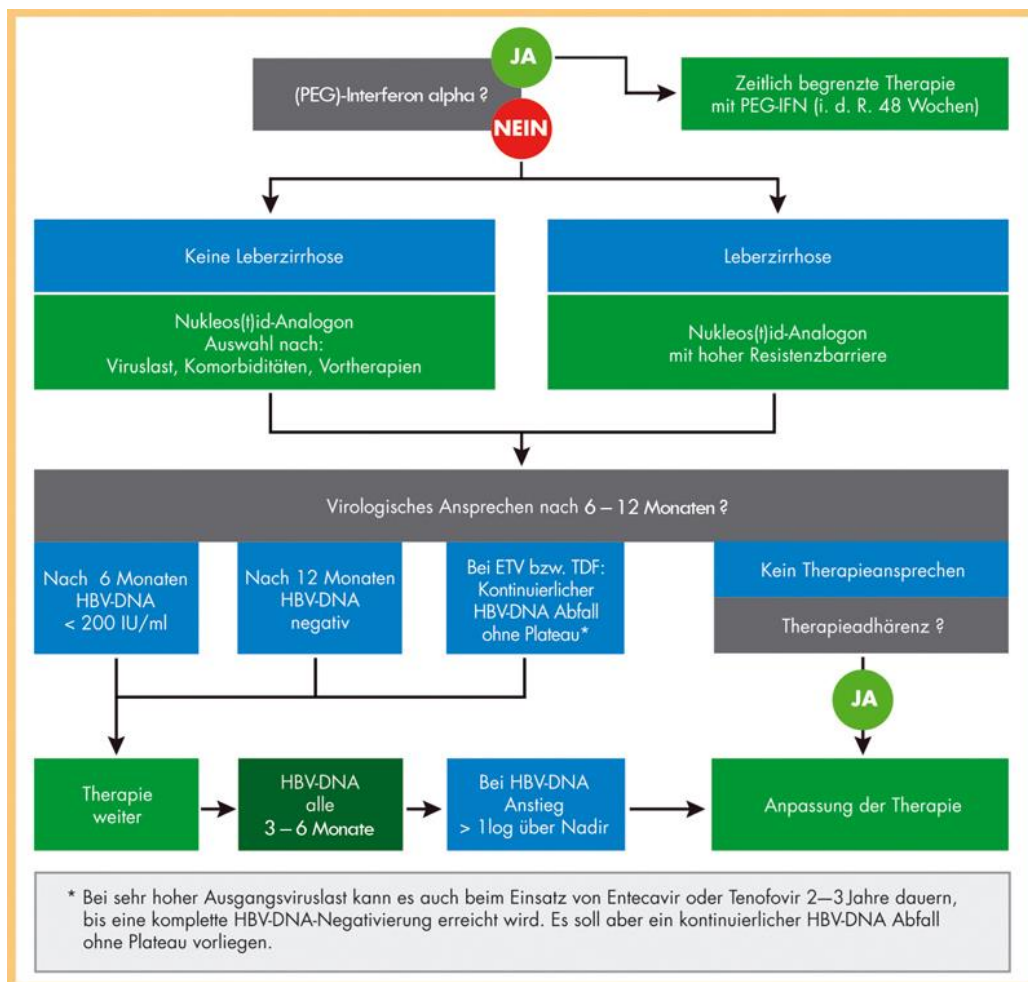 JA
(PEG)-Interferon alpha ?
NEIN
Zeitlich begrenzte Therapie
mit PEG-IFN (i. d. R. 48 Wochen)
Keine Leberzirrhose
Leberzirrhose
Nukleos(t)id-Analogon
Auswahl nach:
Viruslast, Komorbiditäten, Vortherapien
Nukleos(t)id-Analogon
mit hoher Resistenzbarriere
Virologisches Ansprechen nach 6 – 12 Monaten ?
Nach 6 Monaten
HBV-DNA
< 200 IU/ml
Nach 12 Monaten
HBV-DNA
negativ
Bei ETV bzw. TDF:
Kontinuierlicher
HBV-DNA Abfall
ohne Plateau*
Kein Therapieansprechen
Therapieadhärenz ?
JA
Therapie
weiter
HBV-DNA
alle
3 – 6 Monate
Bei HBV-DNA
Anstieg
> 1log über Nadir
Anpassung der Therapie
* Bei sehr hoher Ausgangsviruslast kann es auch beim Einsatz von Entecavir oder Tenofovir 2—3 Jahre dauern,
bis eine komplette HBV-DNA-Negativierung erreicht wird. Es soll aber ein kontinuierlicher HBV-DNA Abfall
ohne Plateau vorliegen.